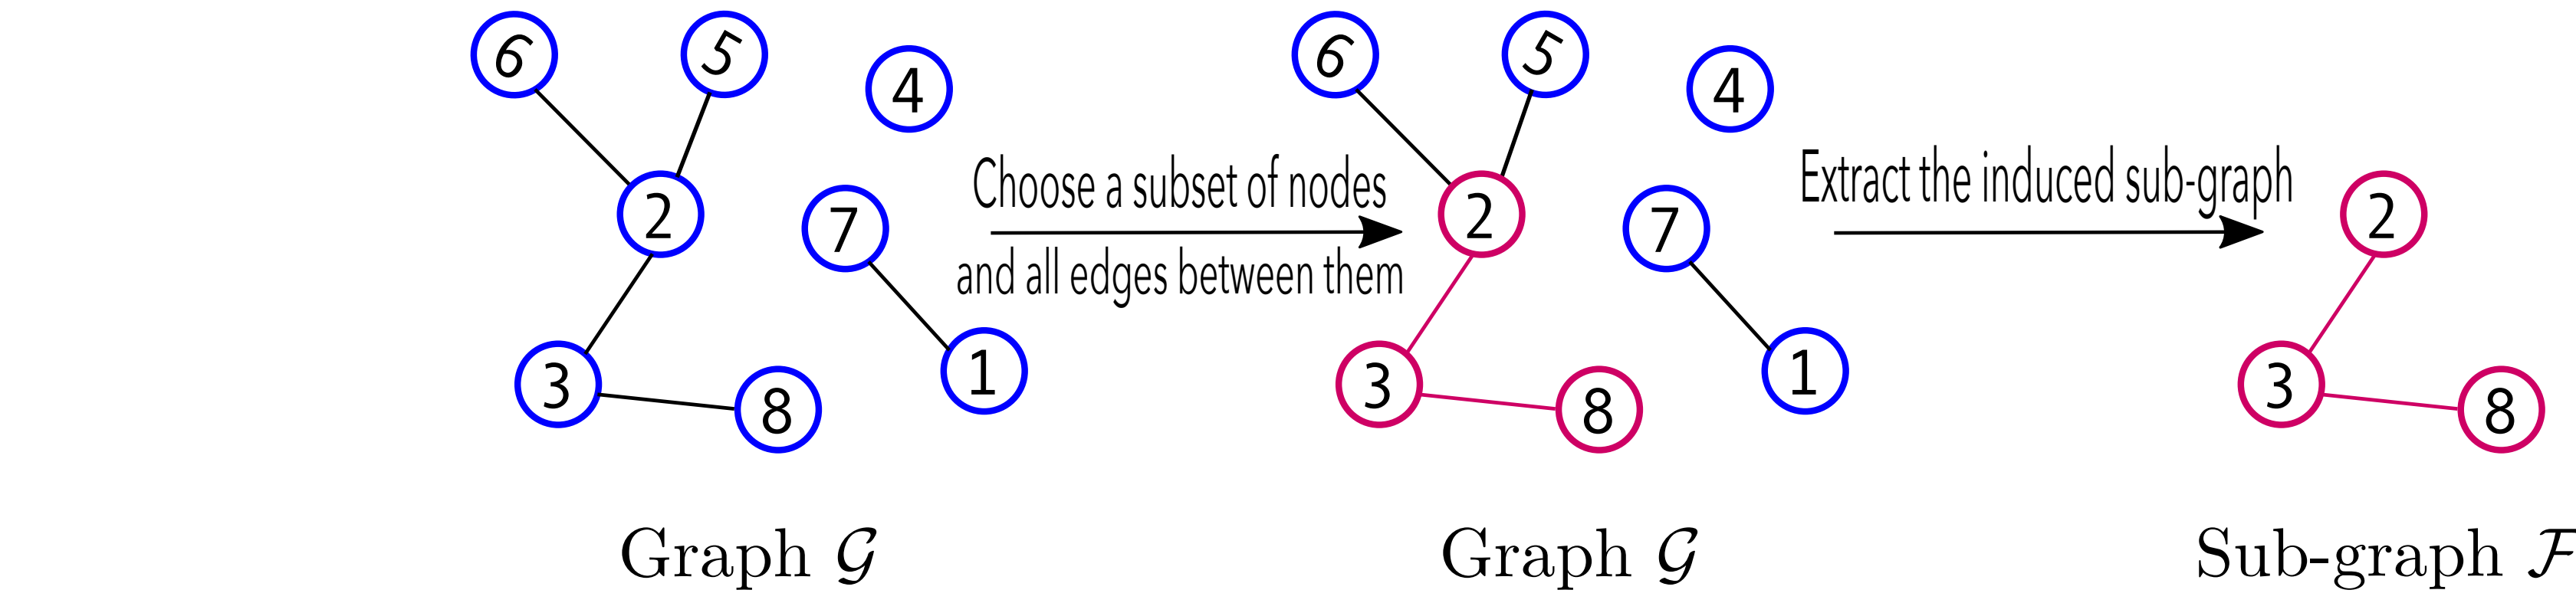 6 5 4
2 7
3 8 1
Graph 𝒢
Choose a subset of nodes
and all edges between them
6 5 4
2 7
3 8 1
Graph 𝒢
Extract the induced sub-graph
2
3 8
Sub-graph ℱ